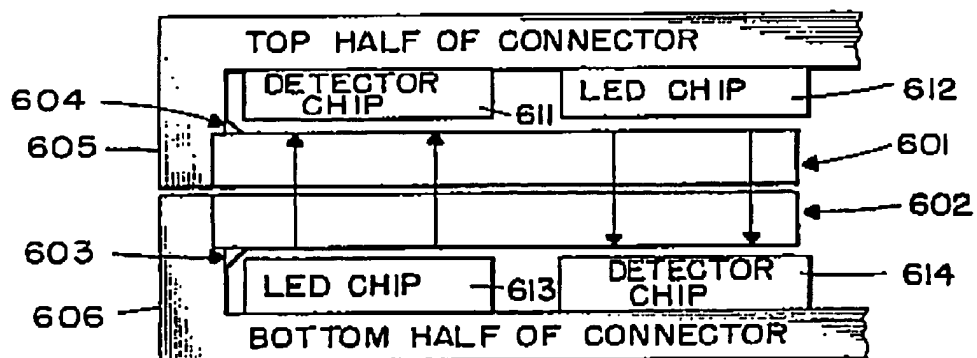 TOP HALF OF CONNECTOR
DETECTOR
CHIP
LED CHIP
612
604
611
605
601
602
603
LED CHIP
613
DETECTOR
CHIP
614
606
BOTTOM HALF OF CONNECTOR